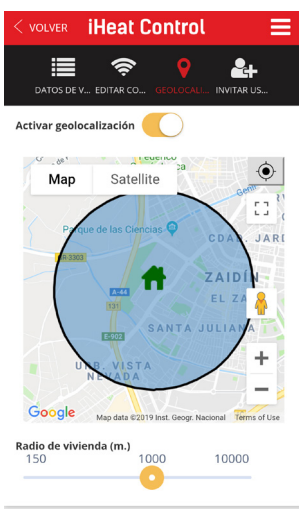 < VOLVER iHeat Control
DATOS DE V... EDITAR CO... GEOLOCALI... INVITAR US...
Activar geolocalización
Map Satellite
Parque de las Ciencias
CDAD. JARD
GR-3303
ZAIDÍN
A-44
EL ZA
131
E-902
SANTA JULIANA
URB. VISTA
NEVADA
Google Map data ©2019 Inst. Geogr. Nacional Terms of Use
Radio de vivienda (m.)
150 1000 10000